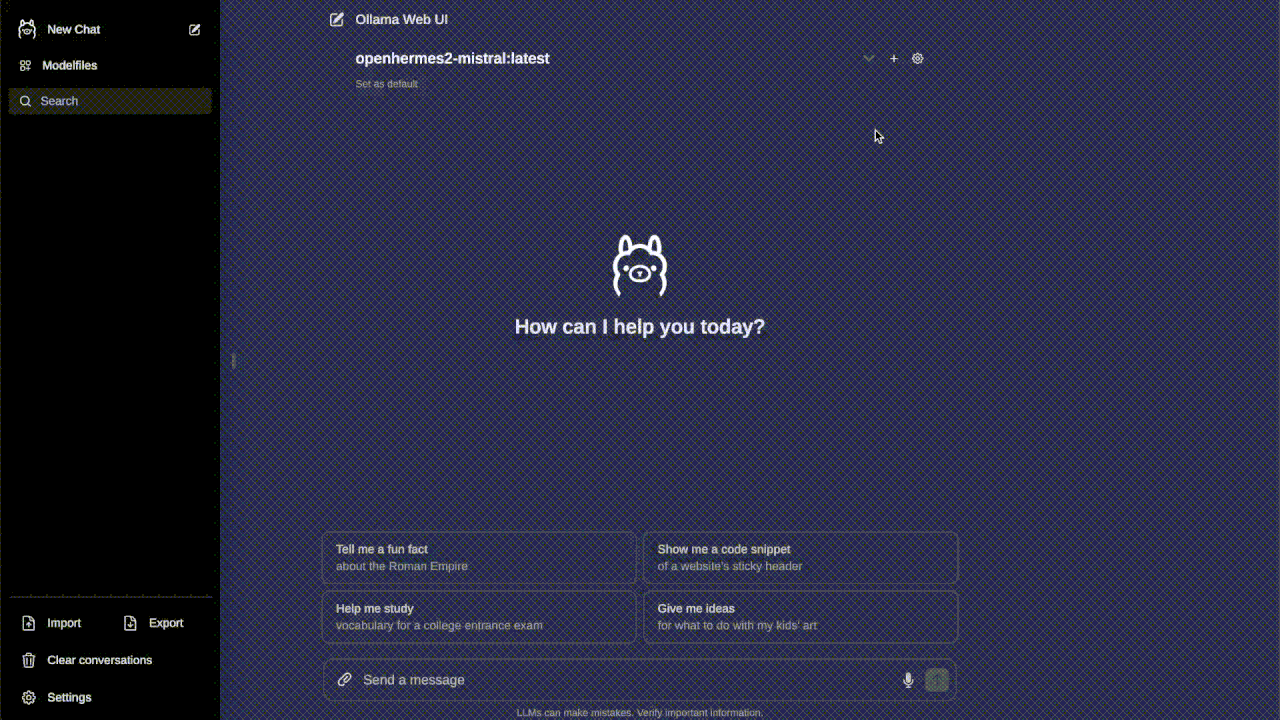 New Chat
Modelfiles
Search
Import
Export
Clear conversations
Settings
Ollama Web UI
openhermes2-mistral:latest
Set as default
How can I help you today?
Tell me a fun fact
about the Roman Empire
Show me a code snippet
of a website's sticky header
Help me study
vocabulary for a college entrance exam
Give me ideas
for what to do with my kids' art
Send a message
LLMs can make mistakes. Verify important information.